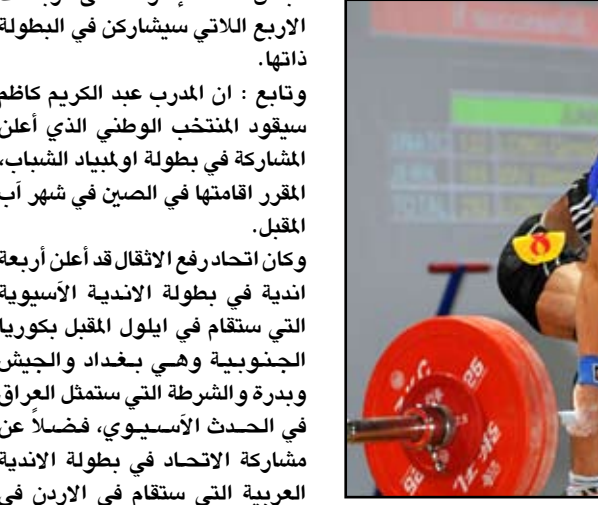 الاربع اللاتي سيشاركن في البطولة
ذاتها.
وتابع : ان المدرب عبد الكريم كاظم
سيقود المنتخب الوطني الذي أعلن
المشاركة في بطولة اولمبياد الشباب،
المقرر اقامتها في الصين في شهر آب
المقبل.
وكان اتحاد رفع الاثقال قد أعلن أربعة
اندية في بطولة الاندية الآسيوية
التي ستقام في ايلول المقبل بكوريا
الجنوبية وهي بغداد والجيش
وبدرة والشرطة التي ستمثل العراق
في الحدث الآسيوي، فضلاً عن
مشاركة الاتحاد في بطولة الاندية
العربية التي ستقام في الاردن في
TOTAL
25